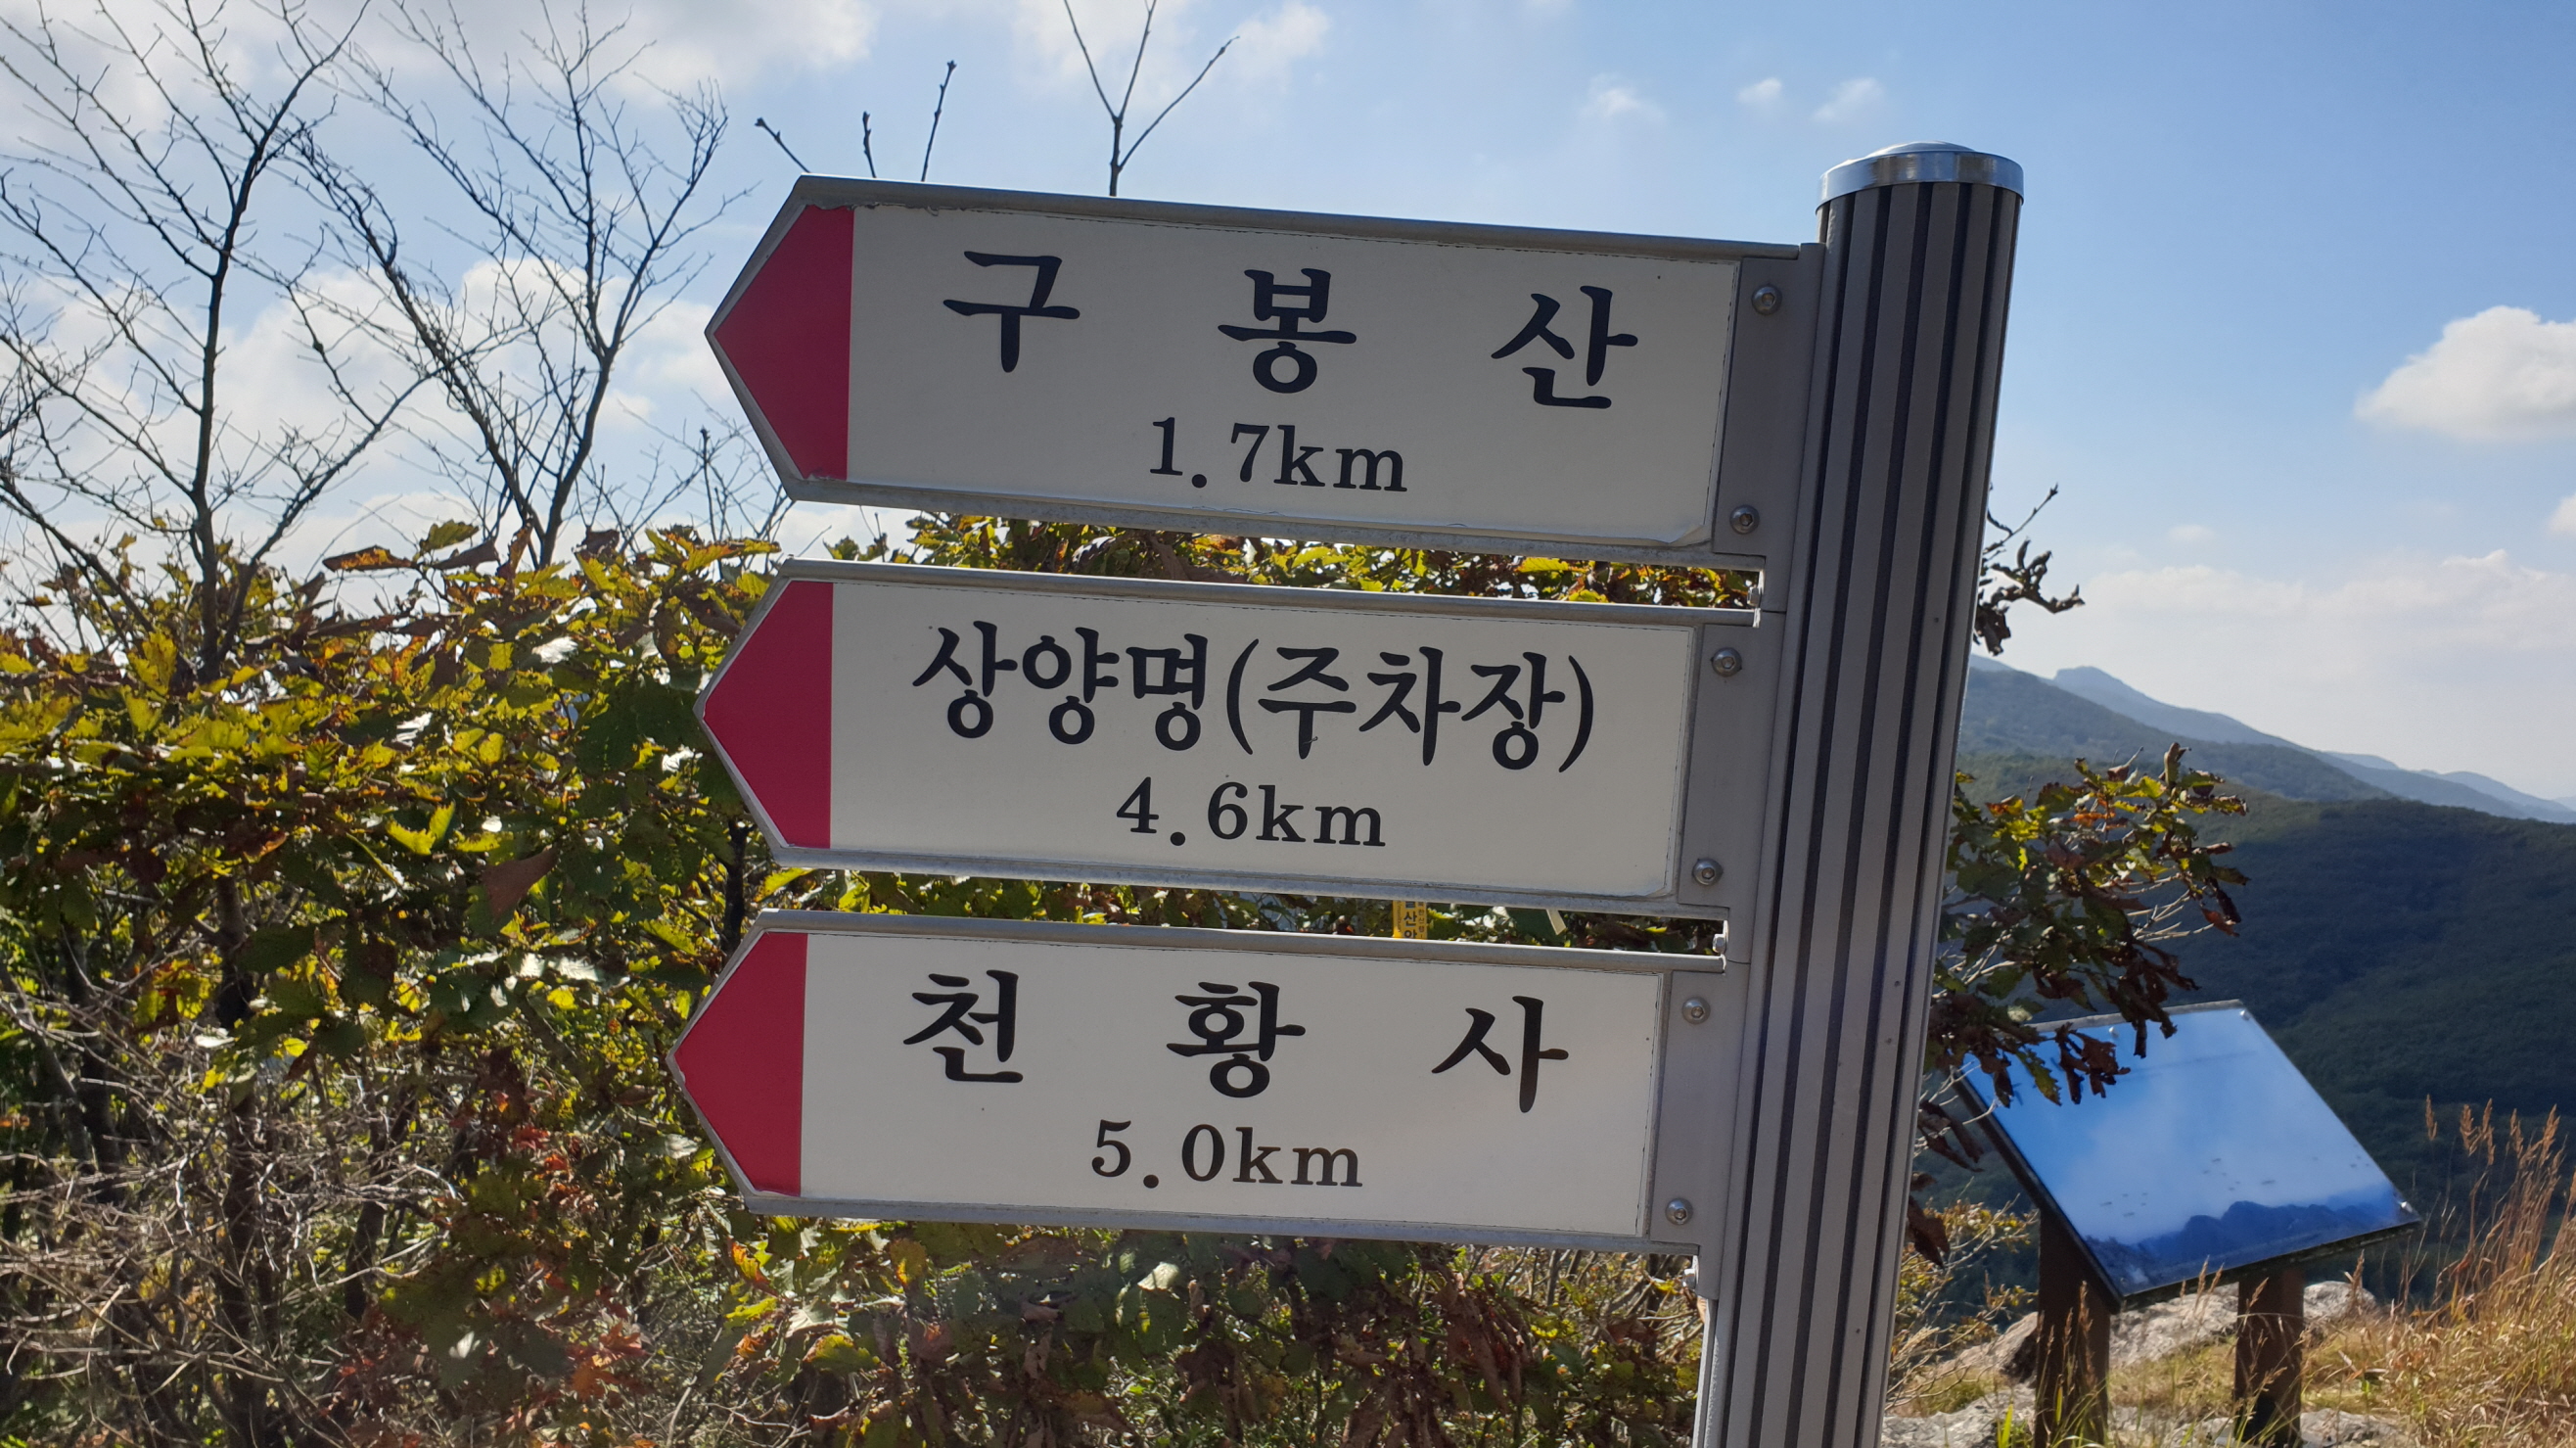 구 봉 산
1.7km
상양명(주차장)
4.6km
천 황 사
5.0km